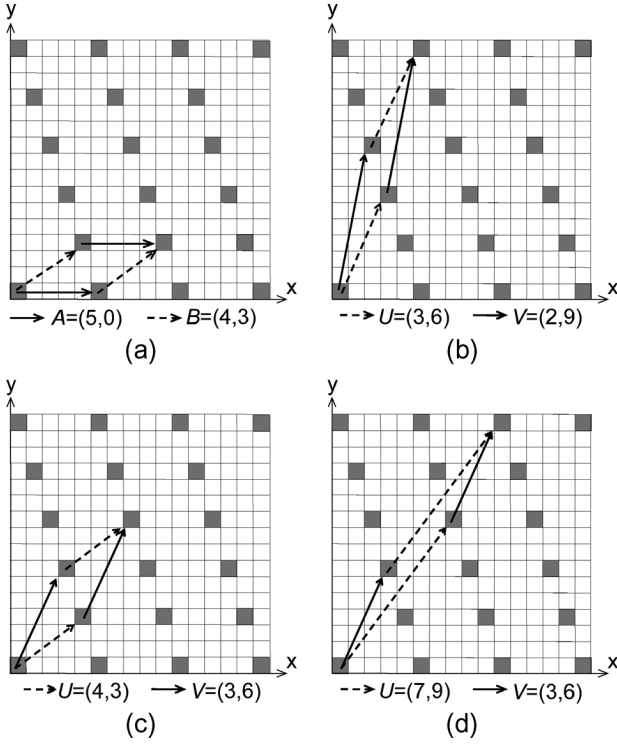 y
y
x
x
A=(5,0) B=(4,3)
U=(3,6) V=(2,9)
(a)
(b)
y
y
x
x
U=(4,3) V=(3,6)
U=(7,9) V=(3,6)
(c)
(d)